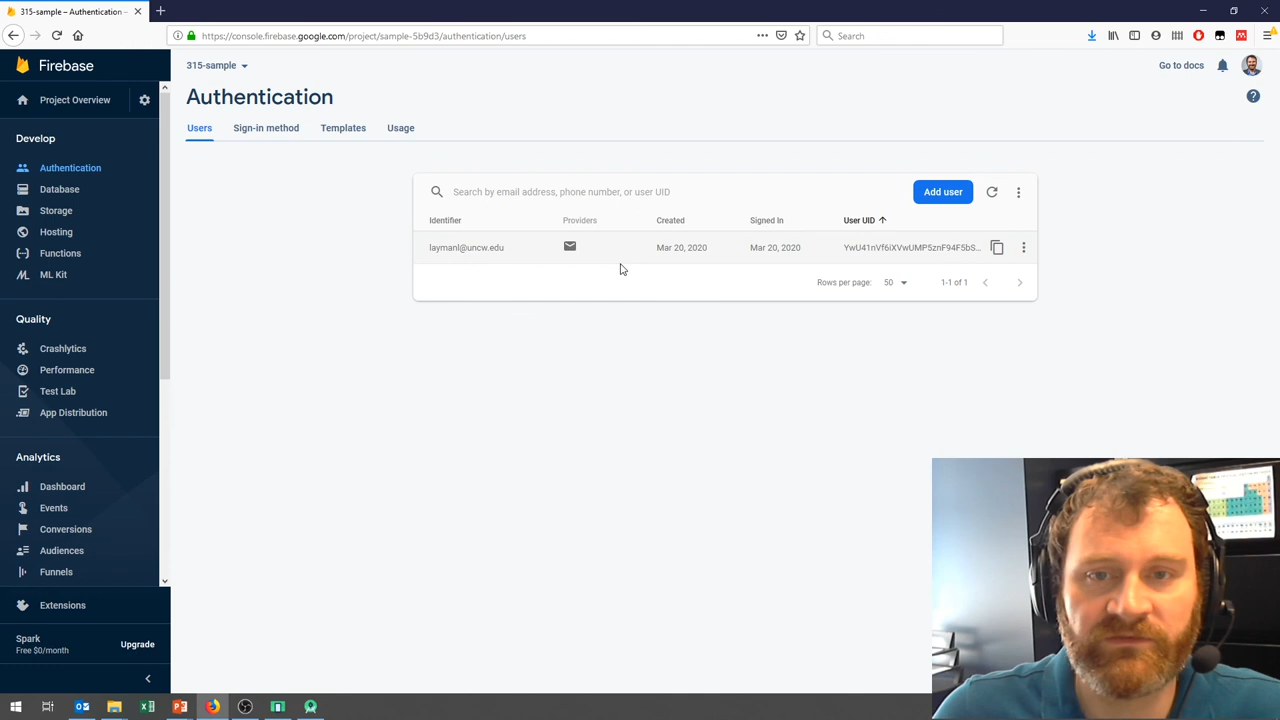 315-sample – Authentication –
https://console.firebase.google.com/project/sample-5b9d3/authentication/users
Search
Firebase
315-sample
Go to docs
Project Overview
Authentication
Users
Sign-in method
Templates
Usage
Develop
Authentication
Database
Storage
Hosting
Functions
ML Kit
Quality
Crashlytics
Performance
Test Lab
App Distribution
Analytics
Dashboard
Events
Conversions
Audiences
Funnels
Extensions
Spark
Free $0/month
Upgrade
Search by email address, phone number, or user UID
Add user
Identifier
Providers
Created
Signed In
User UID
laymanl@uncw.edu
Mar 20, 2020
Mar 20, 2020
YwU41nVf6iXVwUMP5znF94F5bS...
Rows per page:
50
1-1 of 1